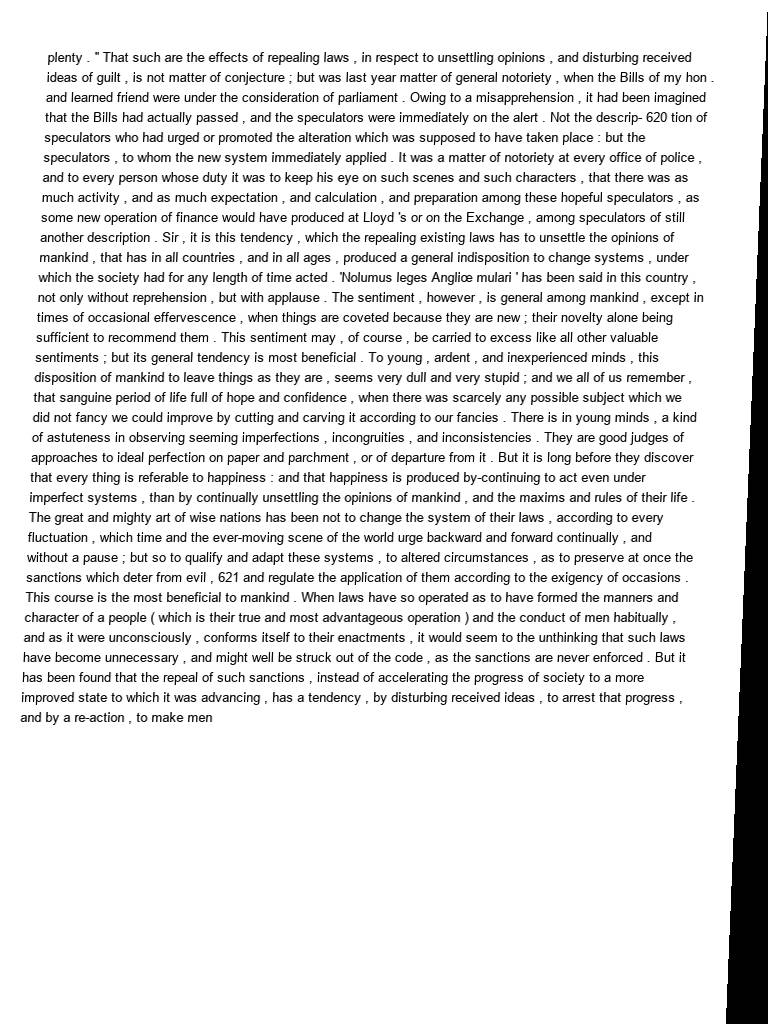 plenty . " That such are the effects of repealing laws , in respect to unsettling opinions , and disturbing received
ideas of guilt , is not matter of conjecture ; but was last year matter of general notoriety , when the Bills of my hon .
and learned friend were under the consideration of parliament . Owing to a misapprehension , it had been imagined
that the Bills had actually passed , and the speculators were immediately on the alert . Not the descrip- 620 tion of
speculators who had urged or promoted the alteration which was supposed to have taken place : but the
speculators , to whom the new system immediately applied . It was a matter of notoriety at every office of police ,
and to every person whose duty it was to keep his eye on such scenes and such characters , that there was as
much activity , and as much expectation , and calculation , and preparation among these hopeful speculators , as
some new operation of finance would have produced at Lloyd 's or on the Exchange , among speculators of still
another description . Sir , it is this tendency , which the repealing existing laws has to unsettle the opinions of
mankind , that has in all countries , and in all ages , produced a general indisposition to change systems , under
which the society had for any length of time acted . 'Nolumus leges Angliœ mulari ' has been said in this country ,
not only without reprehension , but with applause . The sentiment , however , is general among mankind , except in
times of occasional effervescence , when things are coveted because they are new ; their novelty alone being
sufficient to recommend them . This sentiment may , of course , be carried to excess like all other valuable
sentiments ; but its general tendency is most beneficial . To young , ardent , and inexperienced minds , this
disposition of mankind to leave things as they are , seems very dull and very stupid ; and we all of us remember ,
that sanguine period of life full of hope and confidence , when there was scarcely any possible subject which we
did not fancy we could improve by cutting and carving it according to our fancies . There is in young minds , a kind
of astuteness in observing seeming imperfections , incongruities , and inconsistencies . They are good judges of
approaches to ideal perfection on paper and parchment , or of departure from it . But it is long before they discover
that every thing is referable to happiness : and that happiness is produced by-continuing to act even under
imperfect systems , than by continually unsettling the opinions of mankind , and the maxims and rules of their life .
The great and mighty art of wise nations has been not to change the system of their laws , according to every
fluctuation , which time and the ever-moving scene of the world urge backward and forward continually , and
without a pause ; but so to qualify and adapt these systems , to altered circumstances , as to preserve at once the
sanctions which deter from evil , 621 and regulate the application of them according to the exigency of occasions .
This course is the most beneficial to mankind . When laws have so operated as to have formed the manners and
character of a people ( which is their true and most advantageous operation ) and the conduct of men habitually ,
and as it were unconsciously , conforms itself to their enactments , it would seem to the unthinking that such laws
have become unnecessary , and might well be struck out of the code , as the sanctions are never enforced . But it
has been found that the repeal of such sanctions , instead of accelerating the progress of society to a more
improved state to which it was advancing , has a tendency , by disturbing received ideas , to arrest that progress ,
and by a re-action , to make men